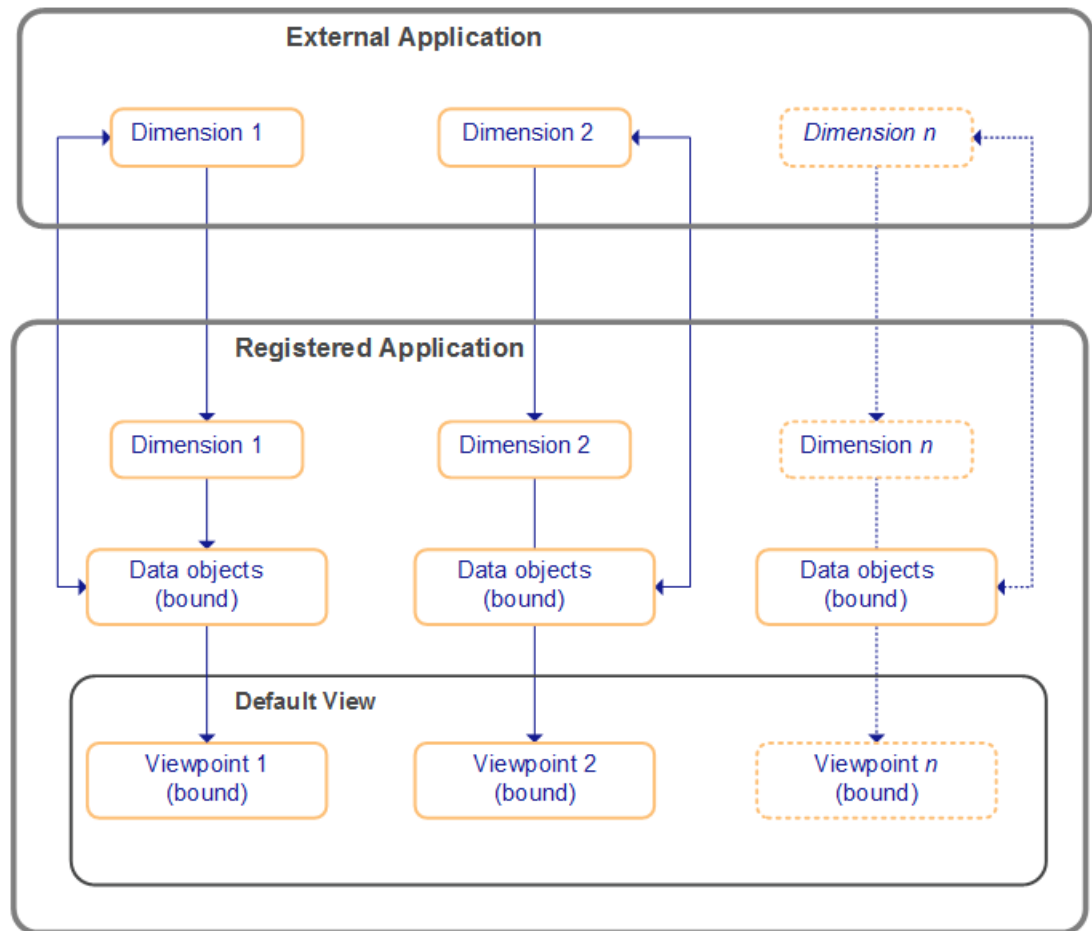 External Application
Dimension 1
Dimension 2
Dimension n
Registered Application
Dimension 1
Dimension 2
Dimension n
Data objects
(bound)
Data objects
(bound)
Data objects
(bound)
Default View
Viewpoint 1
(bound)
Viewpoint 2
(bound)
Viewpoint n
(bound)